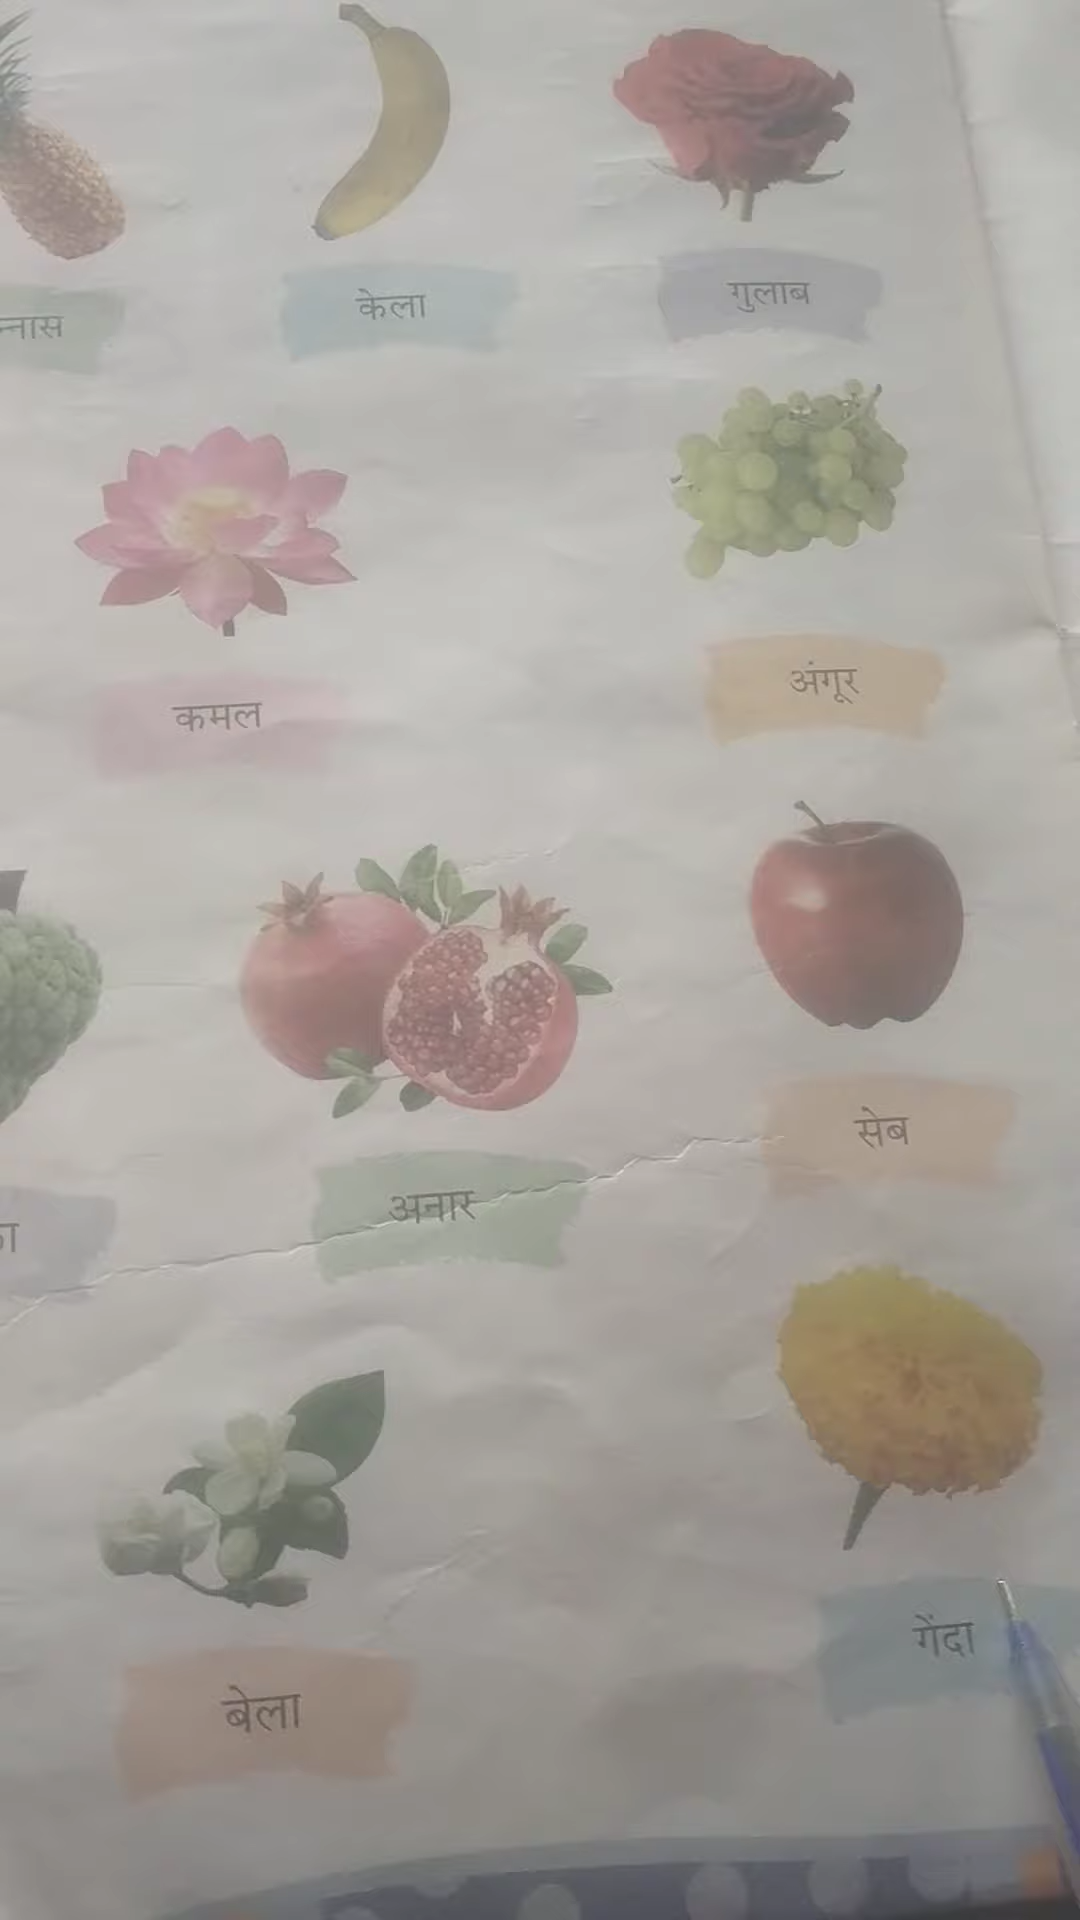 केला
गुलाब
कमल
अंगूर
अनार
सेब
बेला
गेंदा